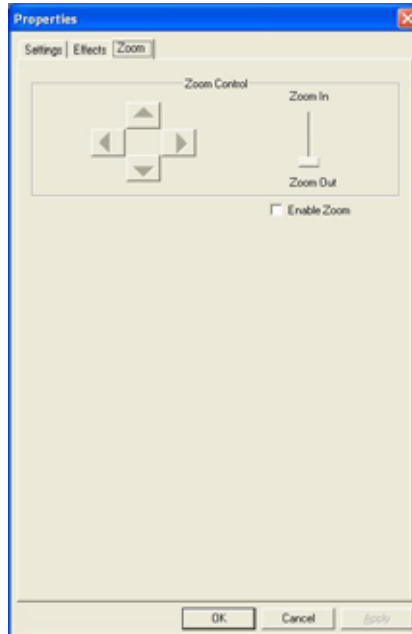 Properties
Settings Effects Zoom
Zoom Control
Zoom In
Zoom Out
Enable Zoom
OK Cancel Apply